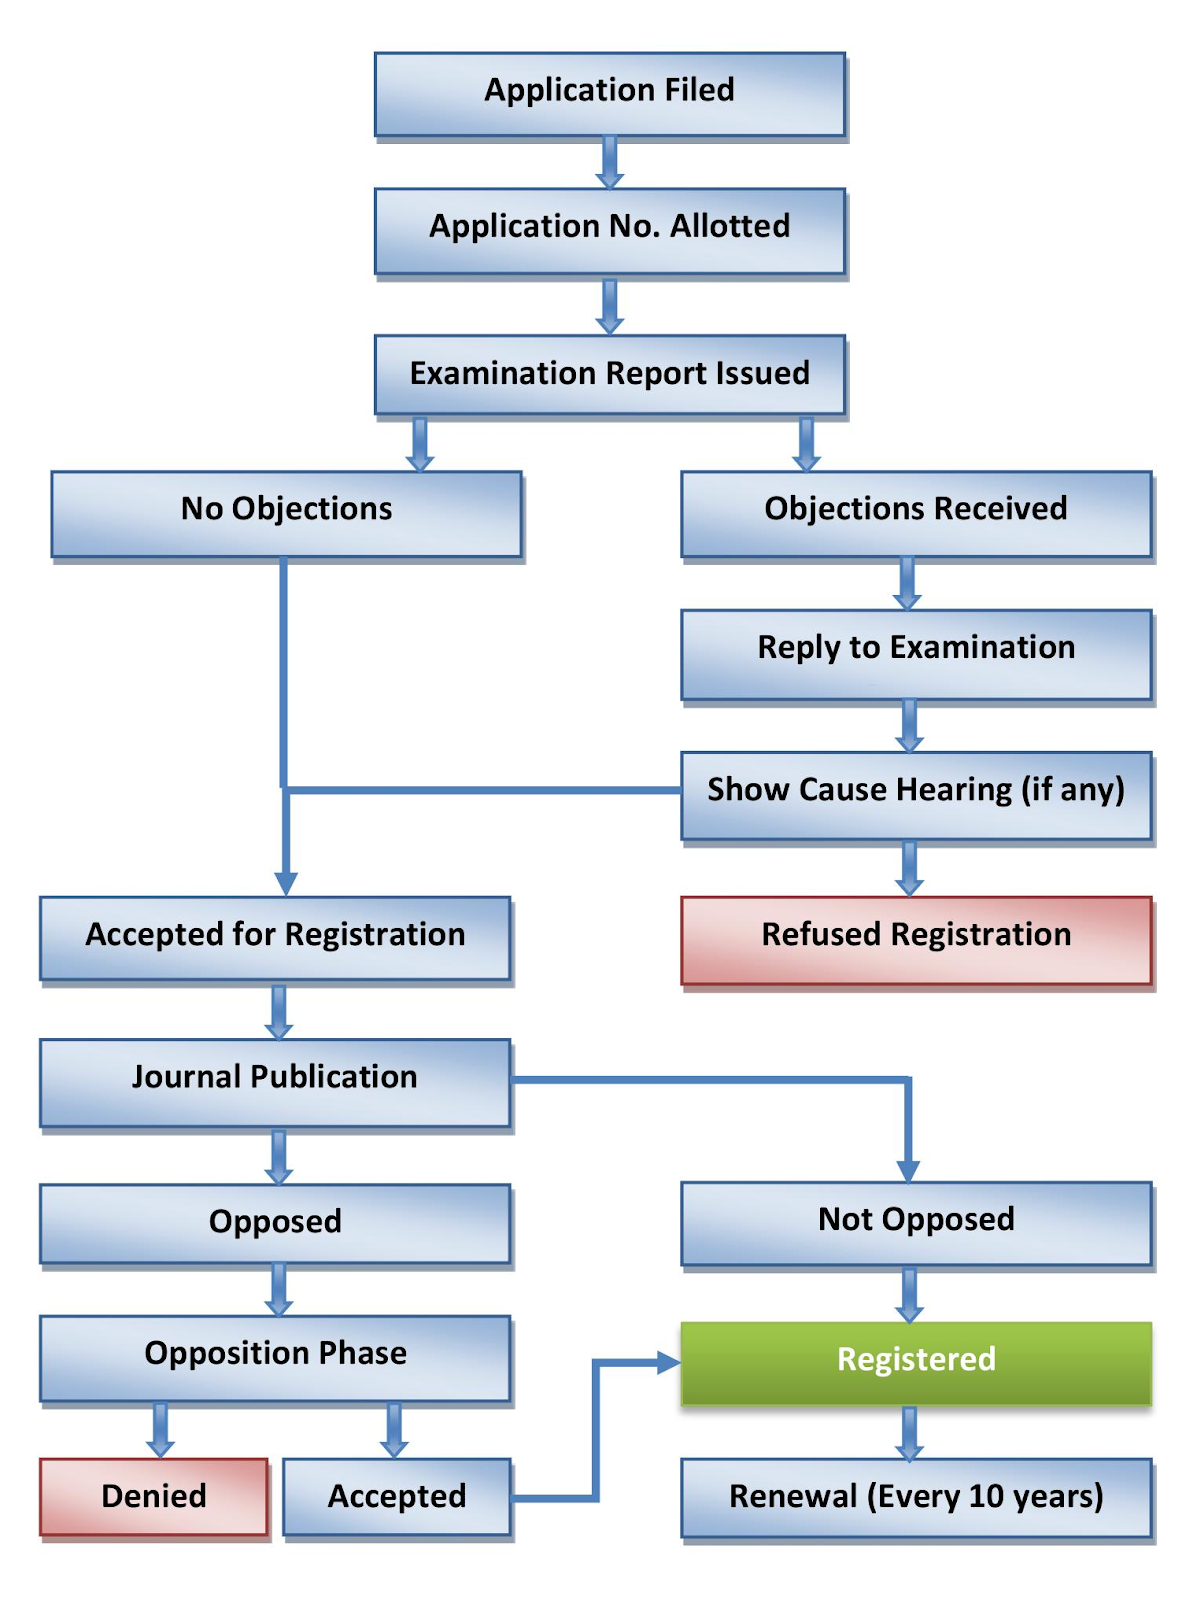 Application Filed
Application No. Allotted
Examination Report Issued
No Objections
Objections Received
Reply to Examination
Show Cause Hearing (if any)
Accepted for Registration
Refused Registration
Journal Publication
Opposed
Not Opposed
Opposition Phase
Registered
Denied
Accepted
Renewal (Every 10 years)